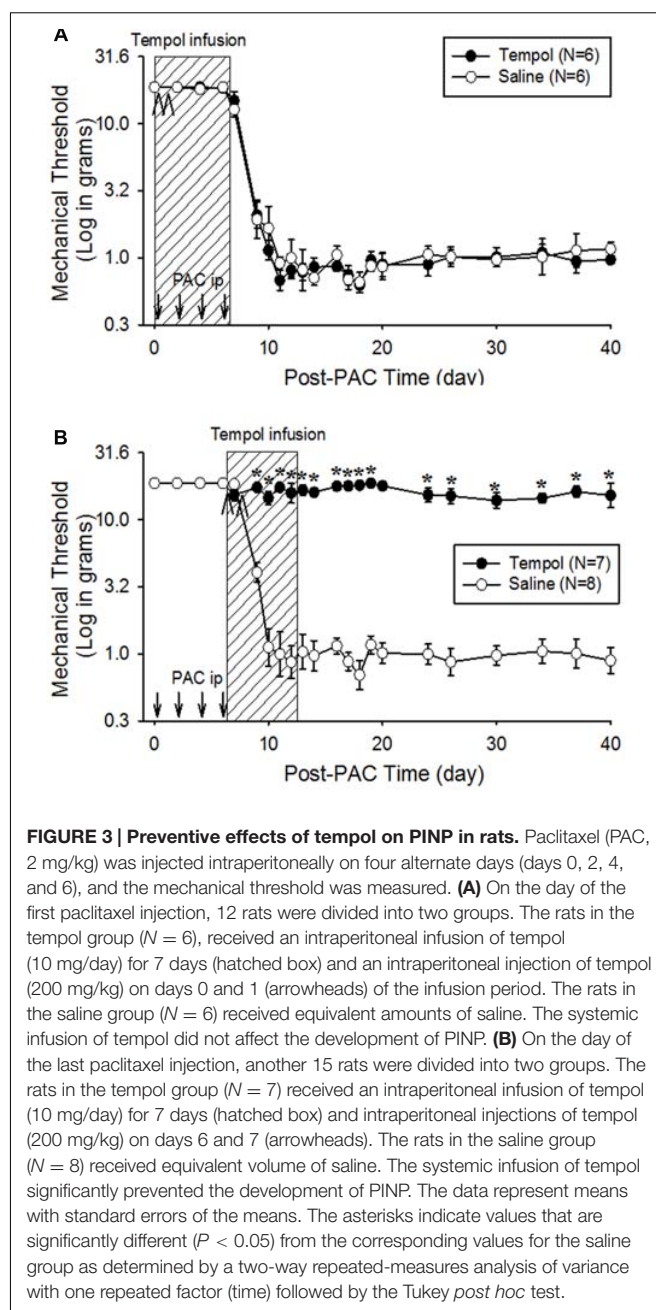 A
Tempol infusion
31.6
10.0
3.2
1.0
0.3
Mechanical Threshold
(Log in grams)
Tempol (N=6)
Saline (N=6)
PAC ip
0 10 20 30 40
Post-PAC Time (day)
B
Tempol infusion
31.6
10.0
3.2
1.0
0.3
Mechanical Threshold
(Log in grams)
* * * * * * * * * * * * * * * *
Tempol (N=7)
Saline (N=8)
PAC ip
0 10 20 30 40
Post-PAC Time (day)
FIGURE 3 | Preventive effects of tempol on PINP in rats. Paclitaxel (PAC,
2 mg/kg) was injected intraperitoneally on four alternate days (days 0, 2, 4,
and 6), and the mechanical threshold was measured. (A) On the day of the
first paclitaxel injection, 12 rats were divided into two groups. The rats in the
tempol group (N = 6), received an intraperitoneal infusion of tempol
(10 mg/day) for 7 days (hatched box) and an intraperitoneal injection of tempol
(200 mg/kg) on days 0 and 1 (arrowheads) of the infusion period. The rats in
the saline group (N = 6) received equivalent amounts of saline. The systemic
infusion of tempol did not affect the development of PINP. (B) On the day of
the last paclitaxel injection, another 15 rats were divided into two groups. The
rats in the tempol group (N = 7) received an intraperitoneal infusion of tempol
(10 mg/day) for 7 days (hatched box) and intraperitoneal injections of tempol
(200 mg/kg) on days 6 and 7 (arrowheads). The rats in the saline group
(N = 8) received equivalent volume of saline. The systemic infusion of tempol
significantly prevented the development of PINP. The data represent means
with standard errors of the means. The asterisks indicate values that are
significantly different (P < 0.05) from the corresponding values for the saline
group as determined by a two-way repeated-measures analysis of variance
with one repeated factor (time) followed by the Tukey post hoc test.